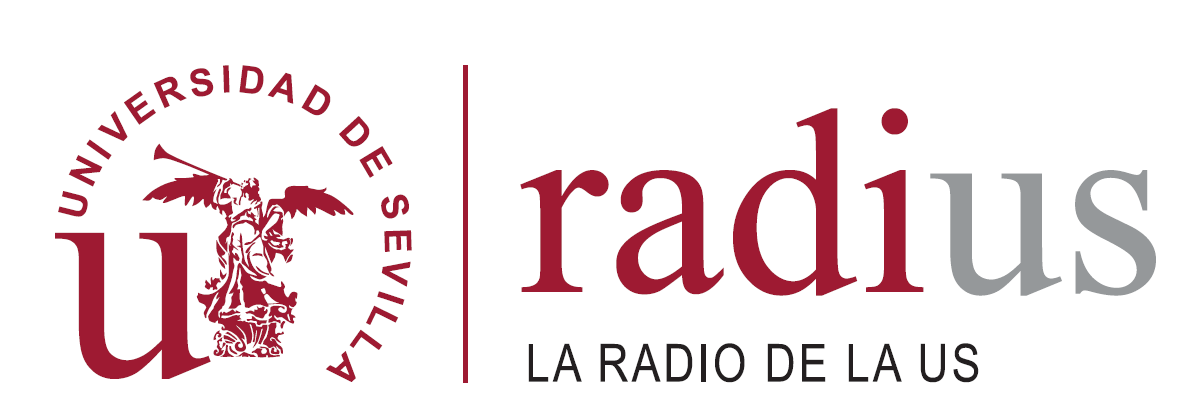 UNIVERSIDAD DE SEVILLA
u
radius
LA RADIO DE LA US